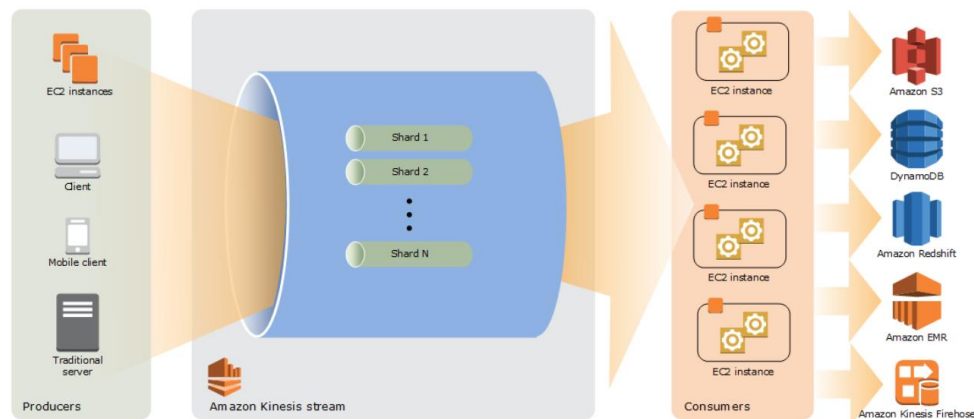 EC2 instances
Client
Mobile client
Traditional
server
Producers
Shard 1
Shard 2
Shard N
Amazon Kinesis stream
EC2 instance
EC2 instance
EC2 instance
EC2 instance
Consumers
Amazon S3
DynamoDB
Amazon Redshift
Amazon EMR
Amazon Kinesis Firehose